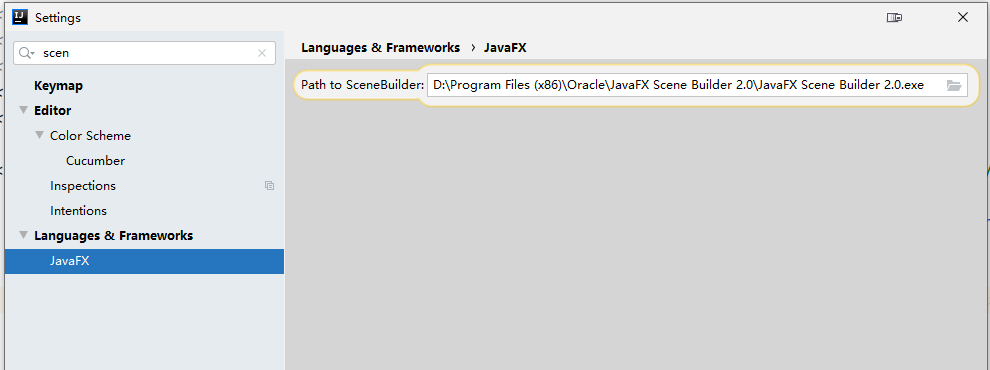 Settings
scen
Keymap
Editor
Color Scheme
Cucumber
Inspections
Intentions
Languages & Frameworks
JavaFX
Languages & Frameworks › JavaFX
Path to SceneBuilder: D:\Program Files (x86)\Oracle\JavaFX Scene Builder 2.0\JavaFX Scene Builder 2.0.exe